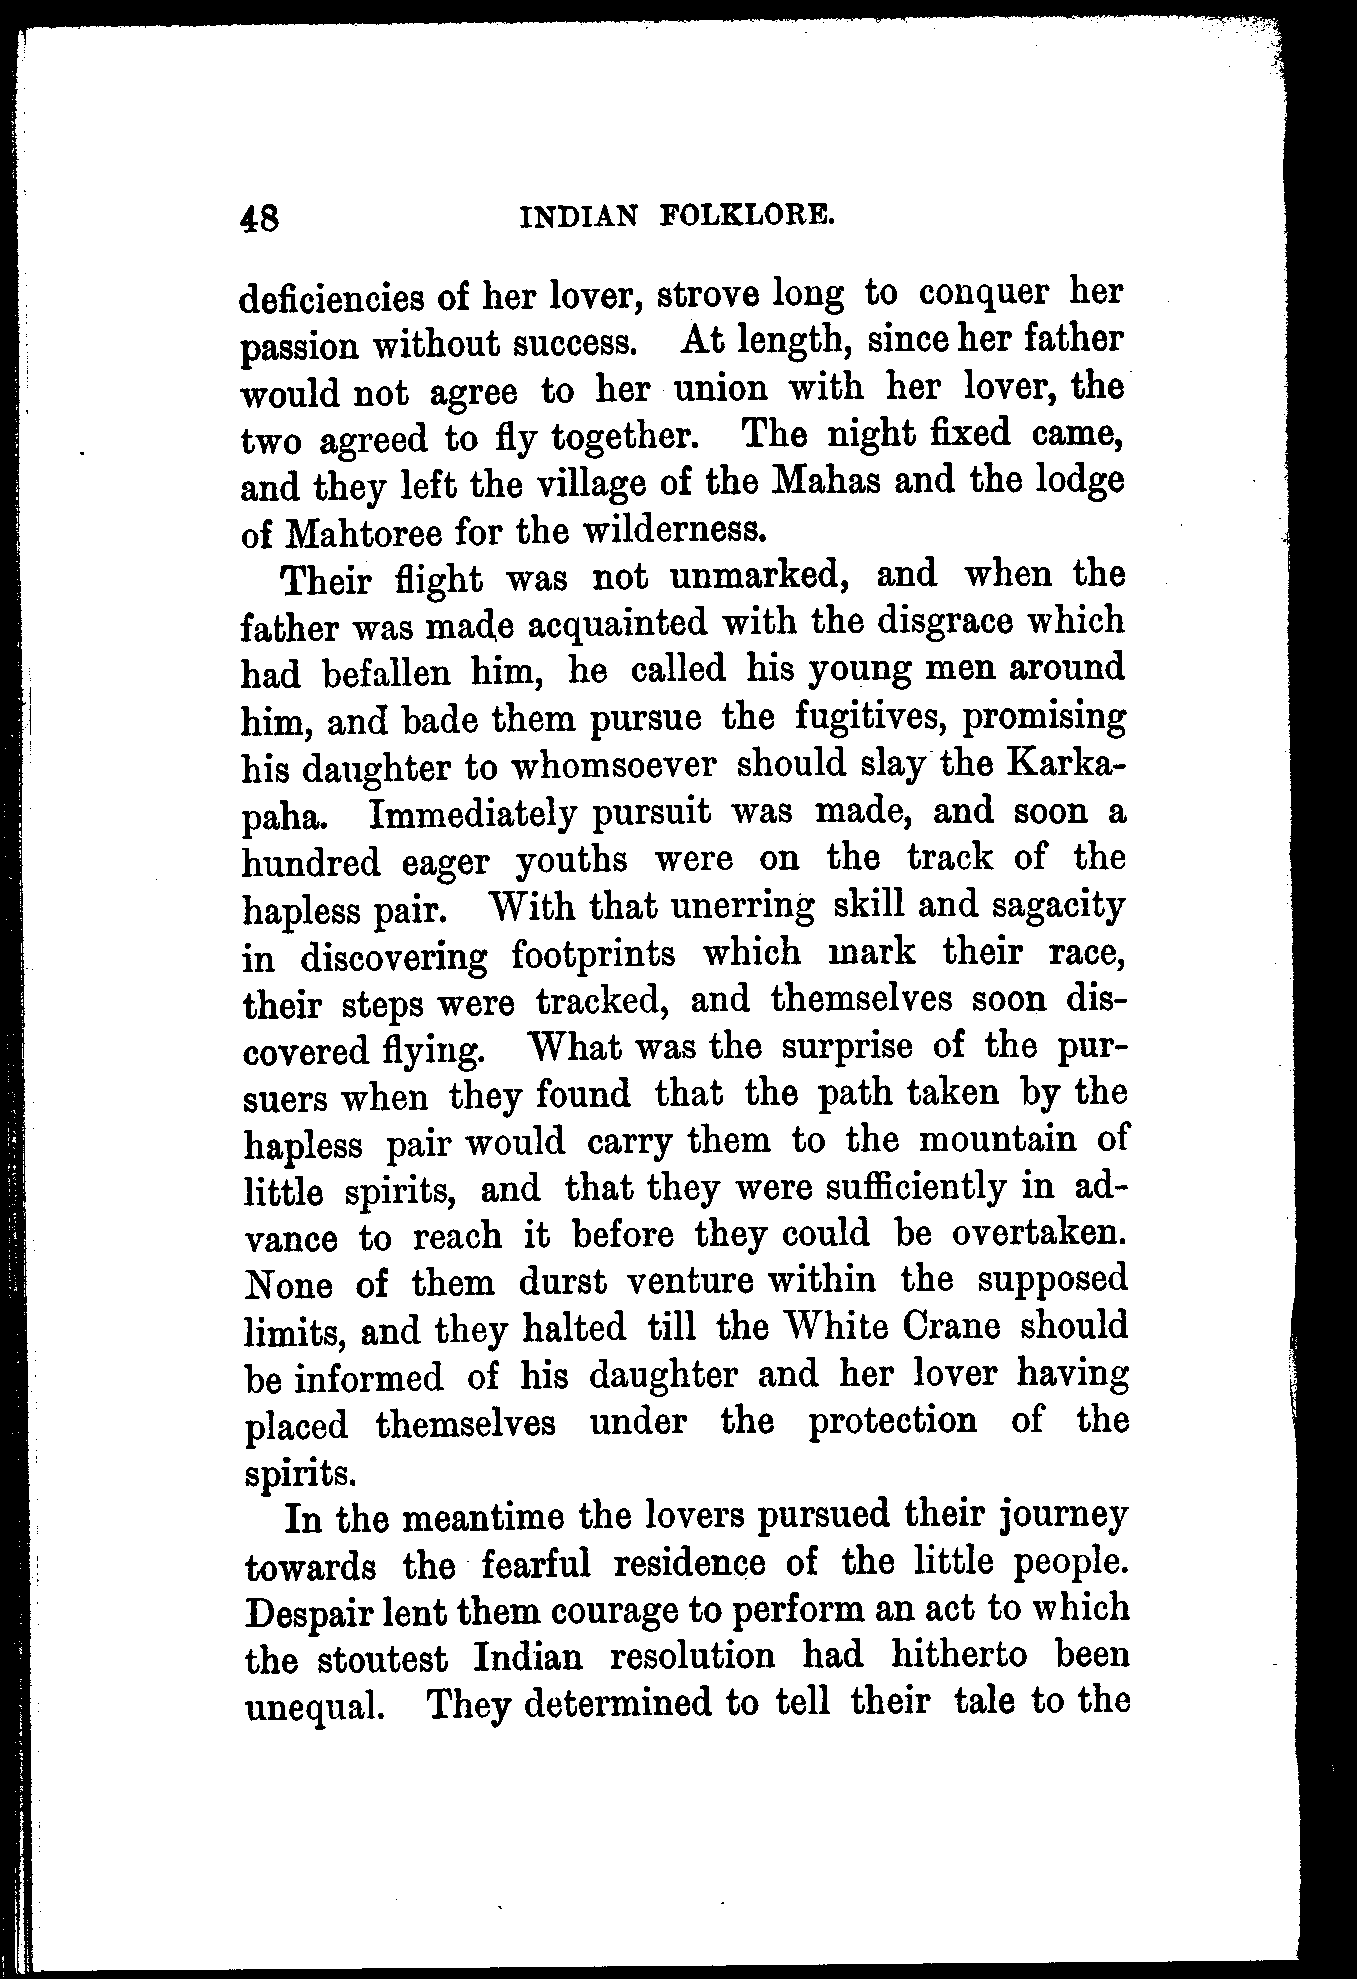 48 INDIAN FOLKLORE.
deficiencies of her lover, strove long to conquer her
passion without success. At length, since her father
would not agree to her union with her lover, the
two agreed to fly together. The night fixed came,
and they left the village of the Mahas and the lodge
of Mahtoree for the wilderness.
Their flight was not unmarked, and when the
father was made acquainted with the disgrace which
had befallen him, he called his young men around
him, and bade them pursue the fugitives, promising
his daughter to whomsoever should slay the Karka-
paha. Immediately pursuit was made, and soon a
hundred eager youths were on the track of the
hapless pair. With that unerring skill and sagacity
in discovering footprints which mark their race,
their steps were tracked, and themselves soon dis-
covered flying. What was the surprise of the pur-
suers when they found that the path taken by the
hapless pair would carry them to the mountain of
little spirits, and that they were sufficiently in ad-
vance to reach it before they could be overtaken.
None of them durst venture within the supposed
limits, and they halted till the White Crane should
be informed of his daughter and her lover having
placed themselves under the protection of the
spirits.
In the meantime the lovers pursued their journey
towards the fearful residence of the little people.
Despair lent them courage to perform an act to which
the stoutest Indian resolution had hitherto been
unequal. They determined to tell their tale to the